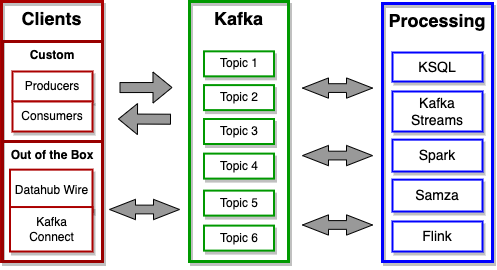 Clients
Custom
Producers
Consumers
Out of the Box
Datahub Wire
Kafka
Connect
Kafka
Topic 1
Topic 2
Topic 3
Topic 4
Topic 5
Topic 6
Processing
KSQL
Kafka
Streams
Spark
Samza
Flink